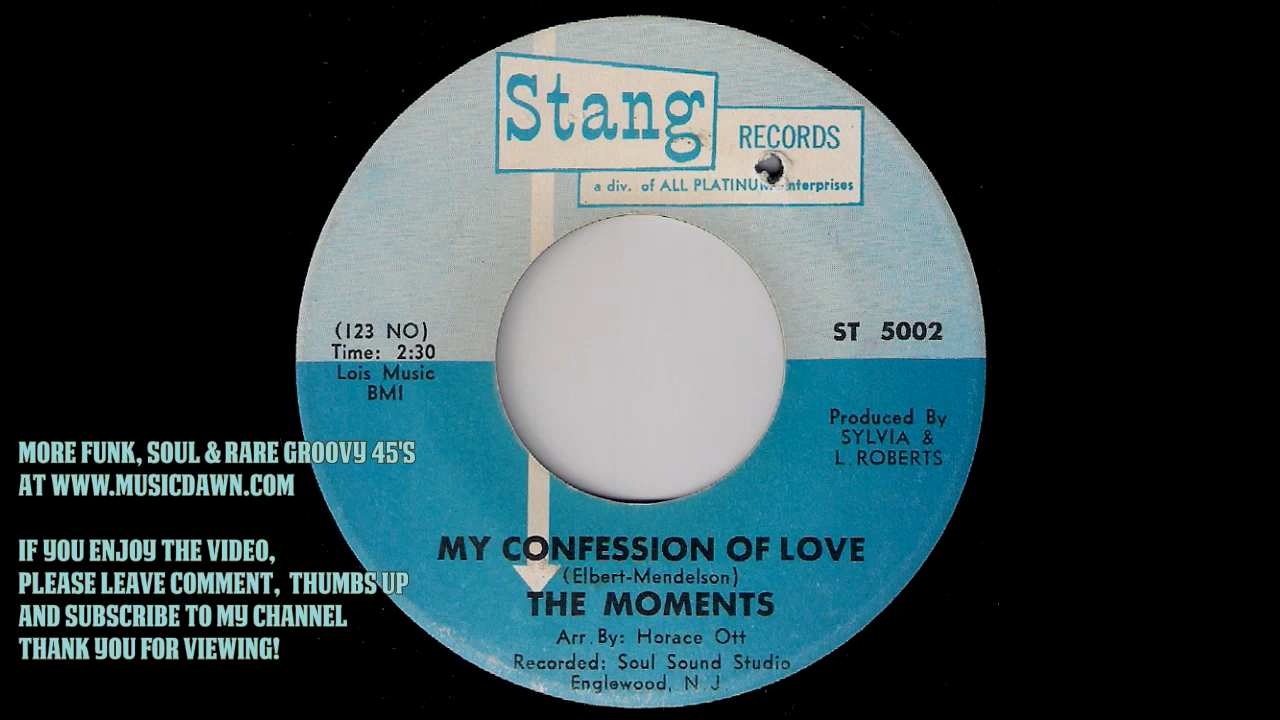 Stang
RECORDS
a div. of ALL PLATINUM Enterprises
(123 NO)
Time: 2:30
Lois Music
BMI
ST 5002
Produced By
SYLVIA &
L. ROBERTS
MY CONFESSION OF LOVE
(Elbert-Mendelson)
THE MOMENTS
Arr. By: Horace Ott
Recorded: Soul Sound Studio
Englewood, N.J.
MORE FUNK, SOUL & RARE GROOVY 45'S
AT WWW.MUSICDAWN.COM
IF YOU ENJOY THE VIDEO,
PLEASE LEAVE COMMENT, THUMBS UP
AND SUBSCRIBE TO MY CHANNEL
THANK YOU FOR VIEWING!